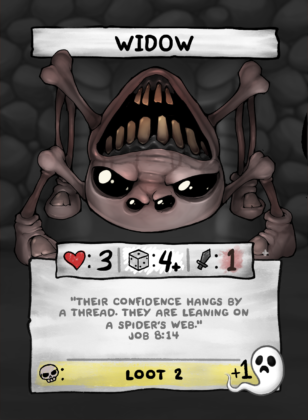 WIDOW
:3 :4+ :1
"THEIR CONFIDENCE HANGS BY
A THREAD. THEY ARE LEANING ON
A SPIDER'S WEB."
JOB 8:14
: LOOT 2 +1